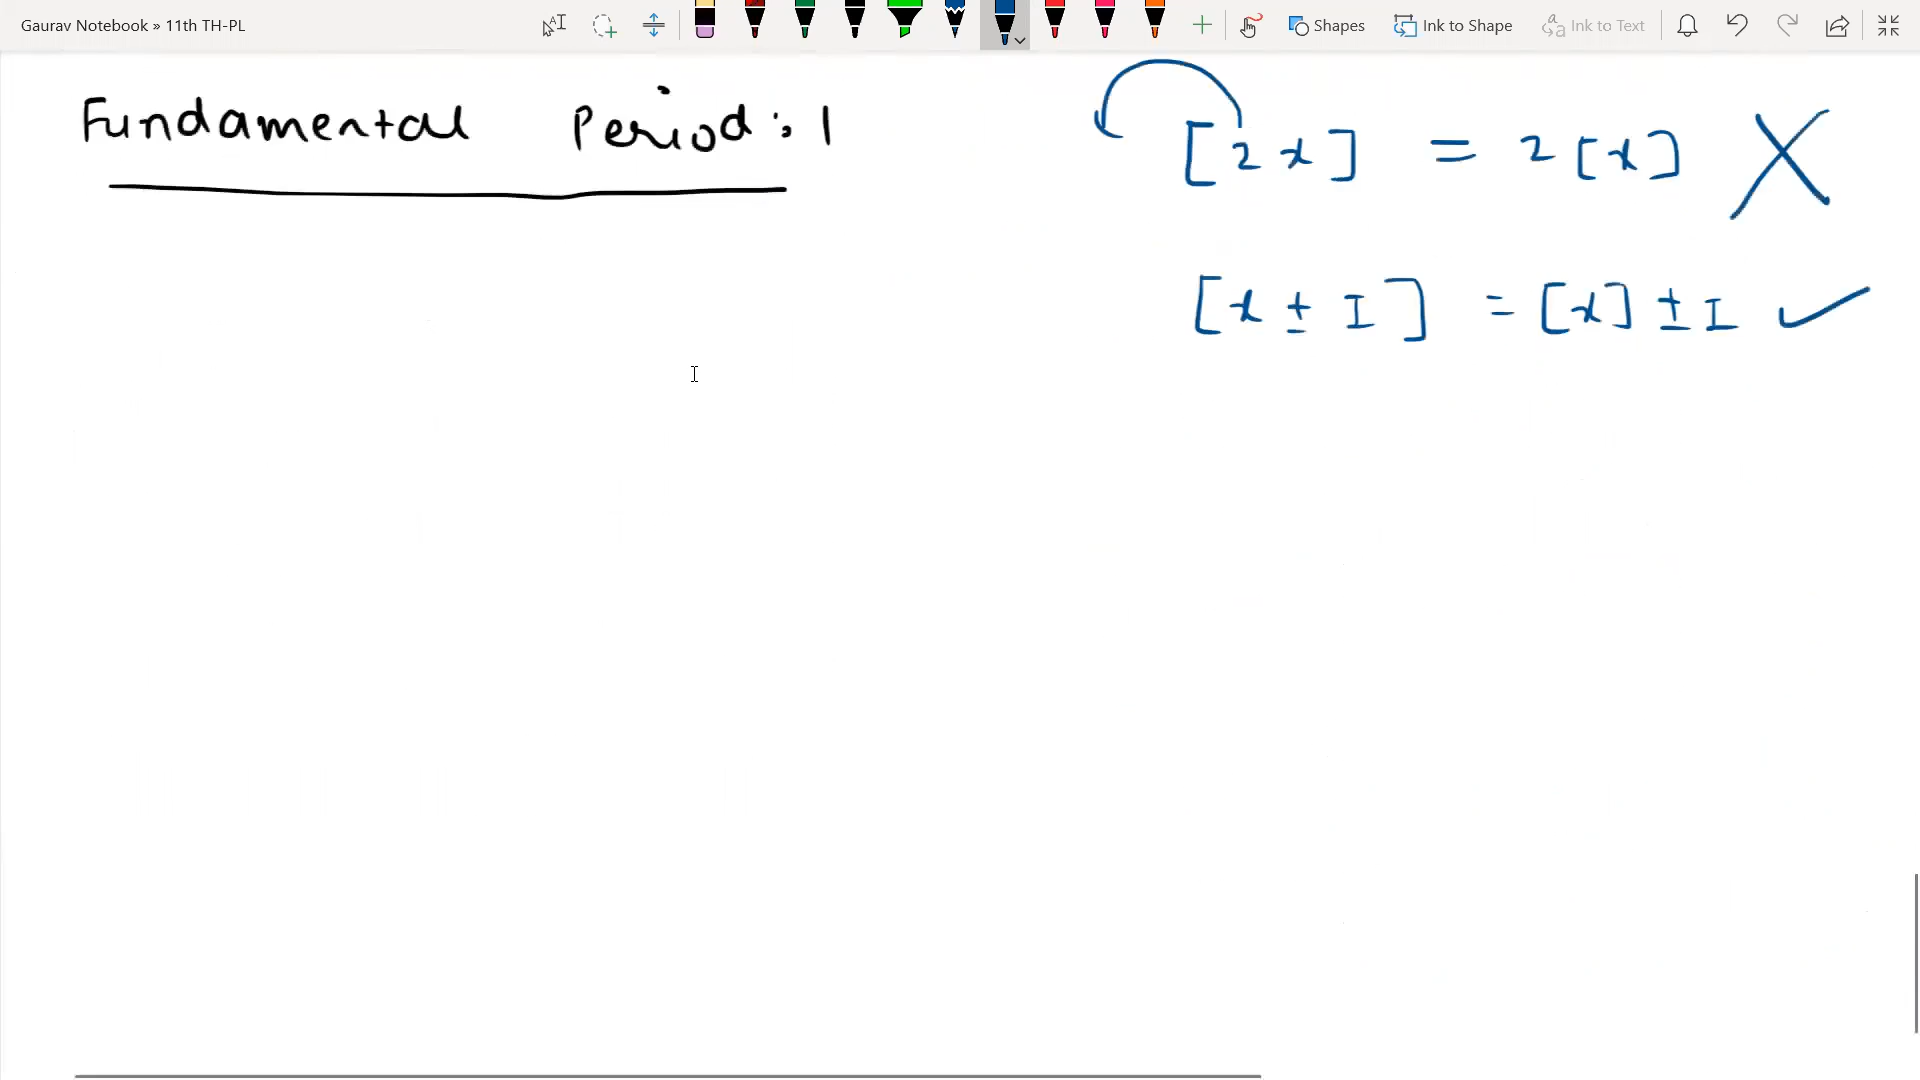 Gaurav Notebook » 11th TH-PL
Shapes
Ink to Shape
Ink to Text
Fundamental Period : 1
[2x] = 2[x] X
[x ± I] = [x] ± I ✓